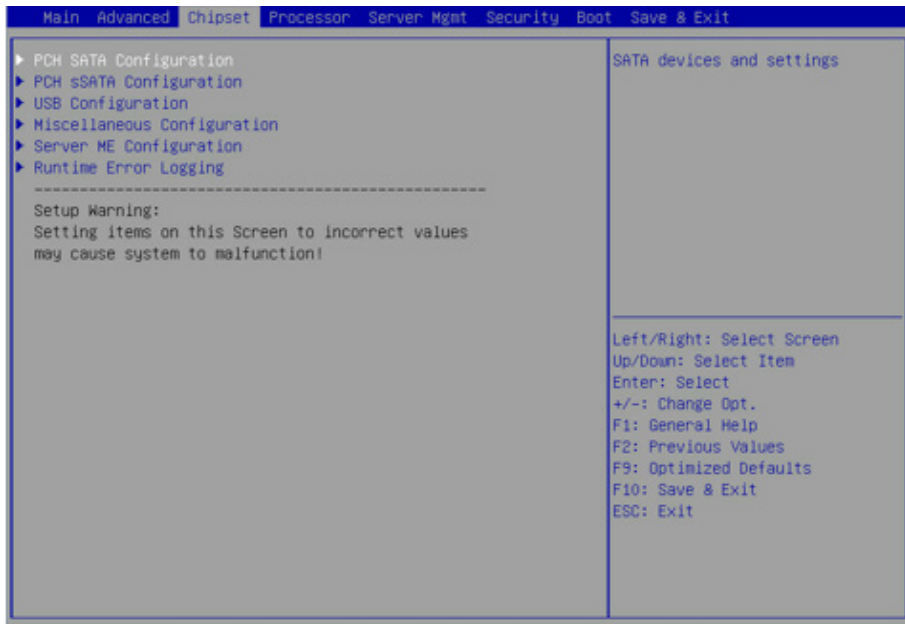 Main Advanced Chipset Processor Server Mgmt Security Boot Save & Exit
PCH SATA Configuration
PCH sSATA Configuration
USB Configuration
Miscellaneous Configuration
Server ME Configuration
Runtime Error Logging
--------------------------------------------------
Setup Warning:
Setting items on this Screen to incorrect values
may cause system to malfunction!
SATA devices and settings
Left/Right: Select Screen
Up/Down: Select Item
Enter: Select
+/-: Change Opt.
F1: General Help
F2: Previous Values
F9: Optimized Defaults
F10: Save & Exit
ESC: Exit